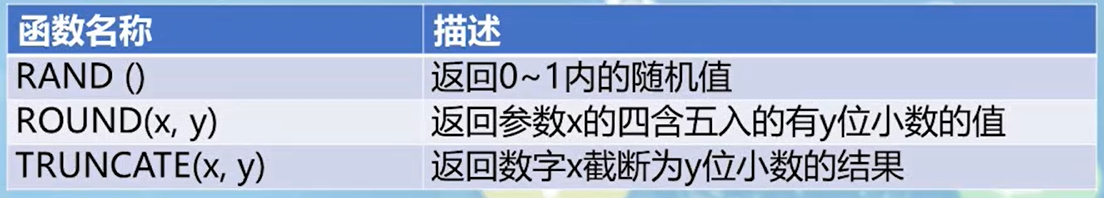 函数名称 描述
RAND () 返回0~1内的随机值
ROUND(x, y) 返回参数x的四含五入的有y位小数的值
TRUNCATE(x, y) 返回数字x截断为y位小数的结果